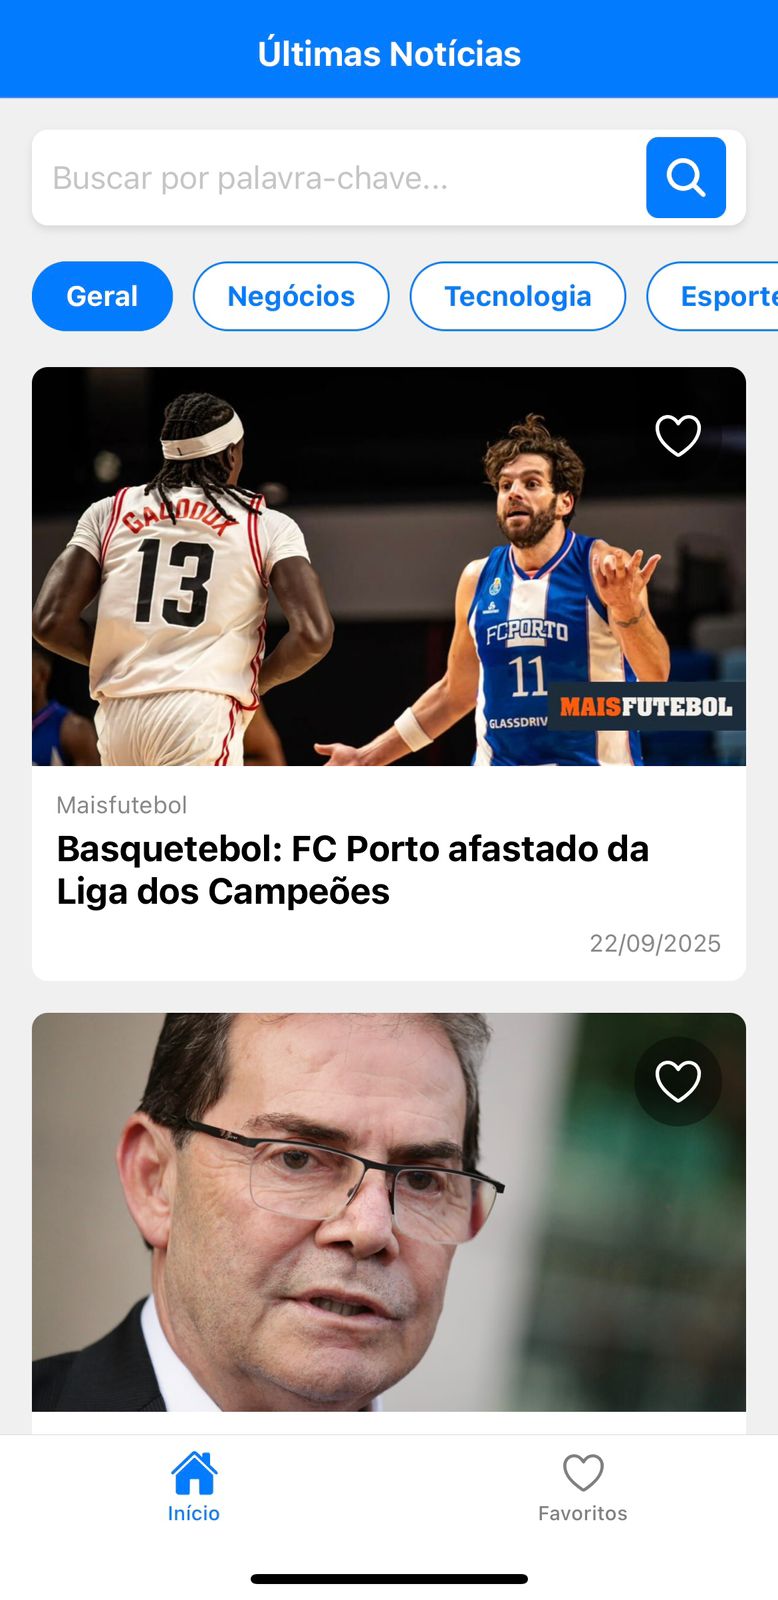 Últimas Notícias
Buscar por palavra-chave...
Geral
Negócios
Tecnologia
Esporte
GADDOUX
13
FCPORTO
11
GLASSDRIV
MAISFUTEBOL
Maisfutebol
Basquetebol: FC Porto afastado da
Liga dos Campeões
22/09/2025
Início
Favoritos